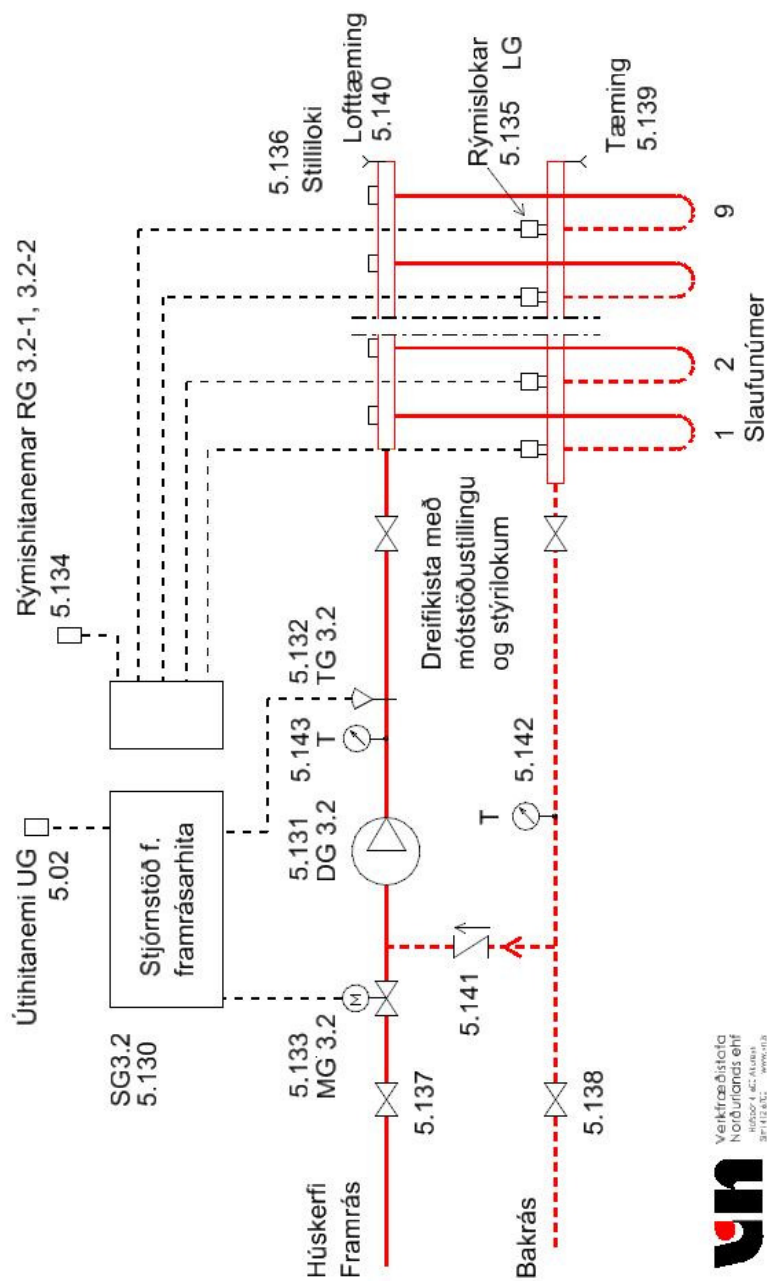 Útihitanemi UG
5.02
Rýmishitanemar RG 3.2-1, 3.2-2
5.134
SG3.2
5.130
Stjórnstöð f.
framrásarhita
5.136
Stilliloki
Lofttæming
5.140
Húskerfi
Framrás
5.133
MG 3.2
M
5.137
5.131
DG 3.2
5.143
T
5.132
TG 3.2
Rýmislokar
5.135 LG
Dreifikista með
mótstöðustillingu
og stýrilokum
5.141
T
5.142
Bakrás
5.138
Tæming
5.139
1
2
9
Slaufunúmer
vn
Verkfræðistofa
Norðurlands ehf